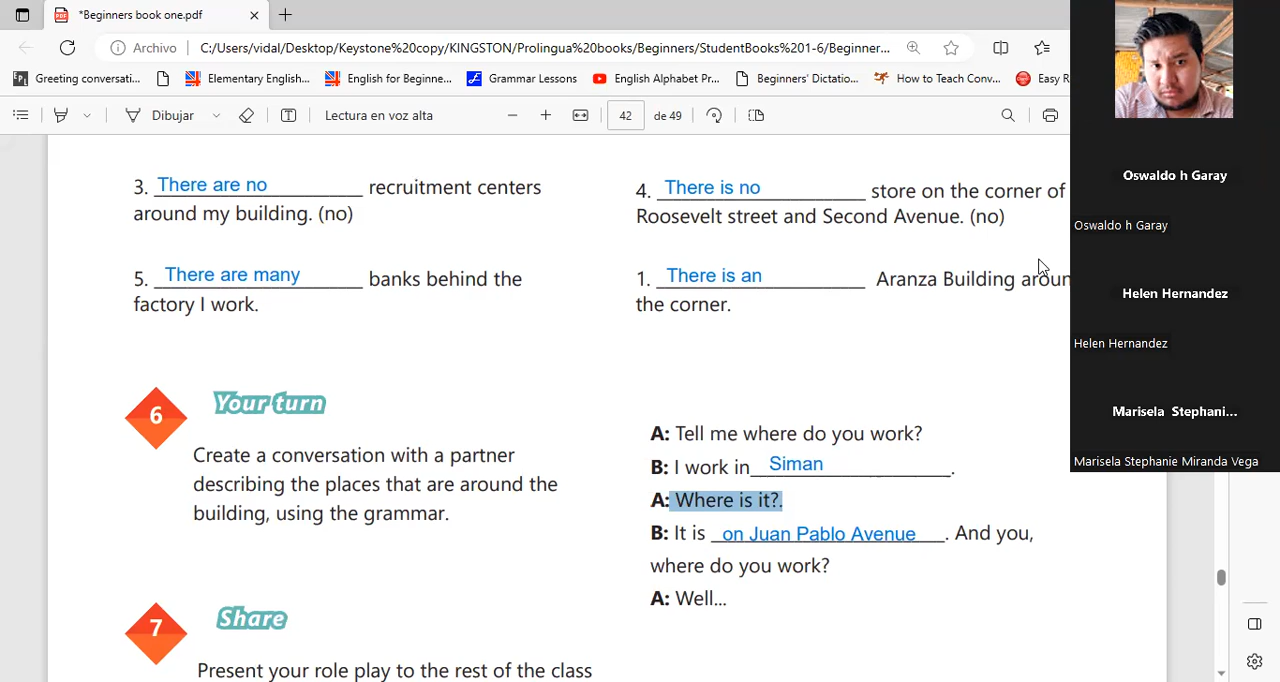 *Beginners book one.pdf
Archivo
C:/Users/vidal/Desktop/Keystone%20copy/KINGSTON/Prolingua%20books/Beginners/StudentBooks%201-6/Beginner...
Greeting conversati...
Elementary English...
English for Beginne...
Grammar Lessons
English Alphabet Pr...
Beginners' Dictatio...
How to Teach Conv...
Easy R
Dibujar
Lectura en voz alta
42
de 49
3. There are no recruitment centers
around my building. (no)
4. There is no store on the corner of
Roosevelt street and Second Avenue. (no)
5. There are many banks behind the
factory I work.
1. There is an Aranza Building aroun
the corner.
6
Your turn
Create a conversation with a partner
describing the places that are around the
building, using the grammar.
A: Tell me where do you work?
B: I work in Siman.
A: Where is it?.
B: It is on Juan Pablo Avenue. And you,
where do you work?
A: Well...
7
Share
Present your role play to the rest of the class
Oswaldo h Garay
Oswaldo h Garay
Helen Hernandez
Helen Hernandez
Marisela Stephani...
Marisela Stephanie Miranda Vega